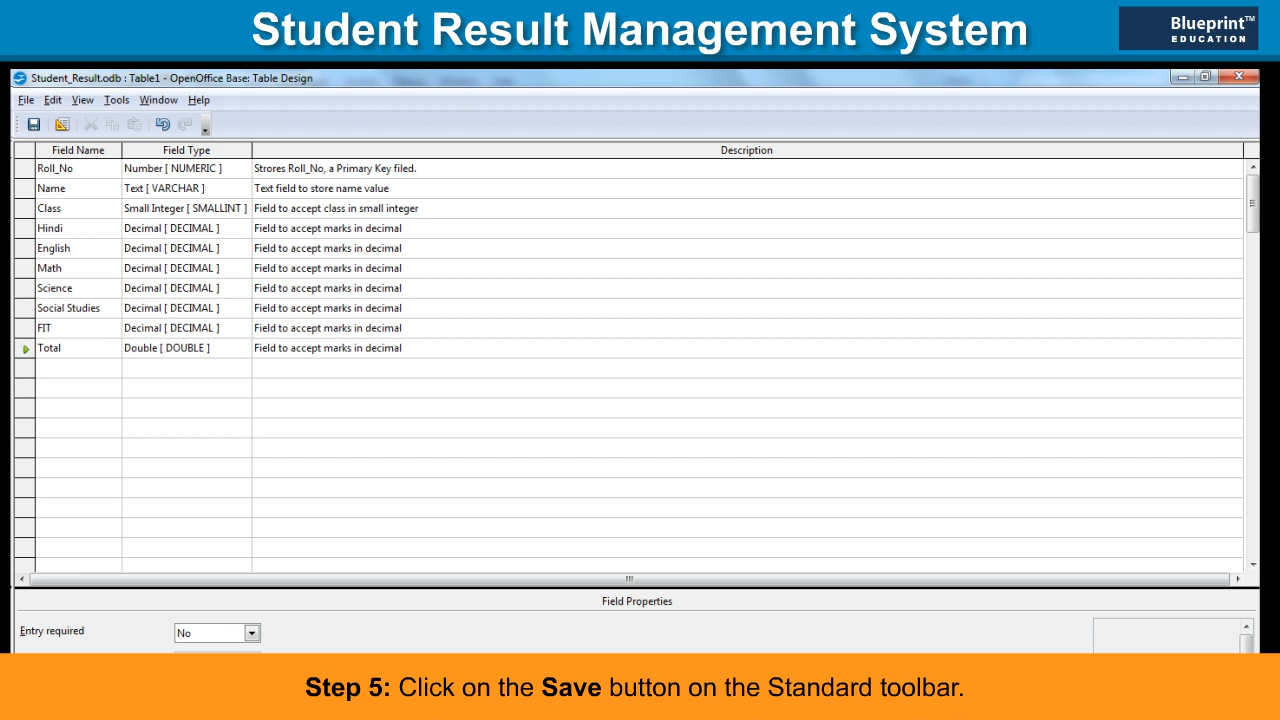 Student Result Management System
Blueprint™
EDUCATION
Student_Result.odb : Table1 - OpenOffice Base: Table Design
File Edit View Tools Window Help
Field Name Field Type Description
Roll_No Number [ NUMERIC ] Strores Roll_No, a Primary Key filed.
Name Text [ VARCHAR ] Text field to store name value
Class Small Integer [ SMALLINT ] Field to accept class in small integer
Hindi Decimal [ DECIMAL ] Field to accept marks in decimal
English Decimal [ DECIMAL ] Field to accept marks in decimal
Math Decimal [ DECIMAL ] Field to accept marks in decimal
Science Decimal [ DECIMAL ] Field to accept marks in decimal
Social Studies Decimal [ DECIMAL ] Field to accept marks in decimal
FIT Decimal [ DECIMAL ] Field to accept marks in decimal
Total Double [ DOUBLE ] Field to accept marks in decimal
Field Properties
Entry required No
Step 5: Click on the Save button on the Standard toolbar.